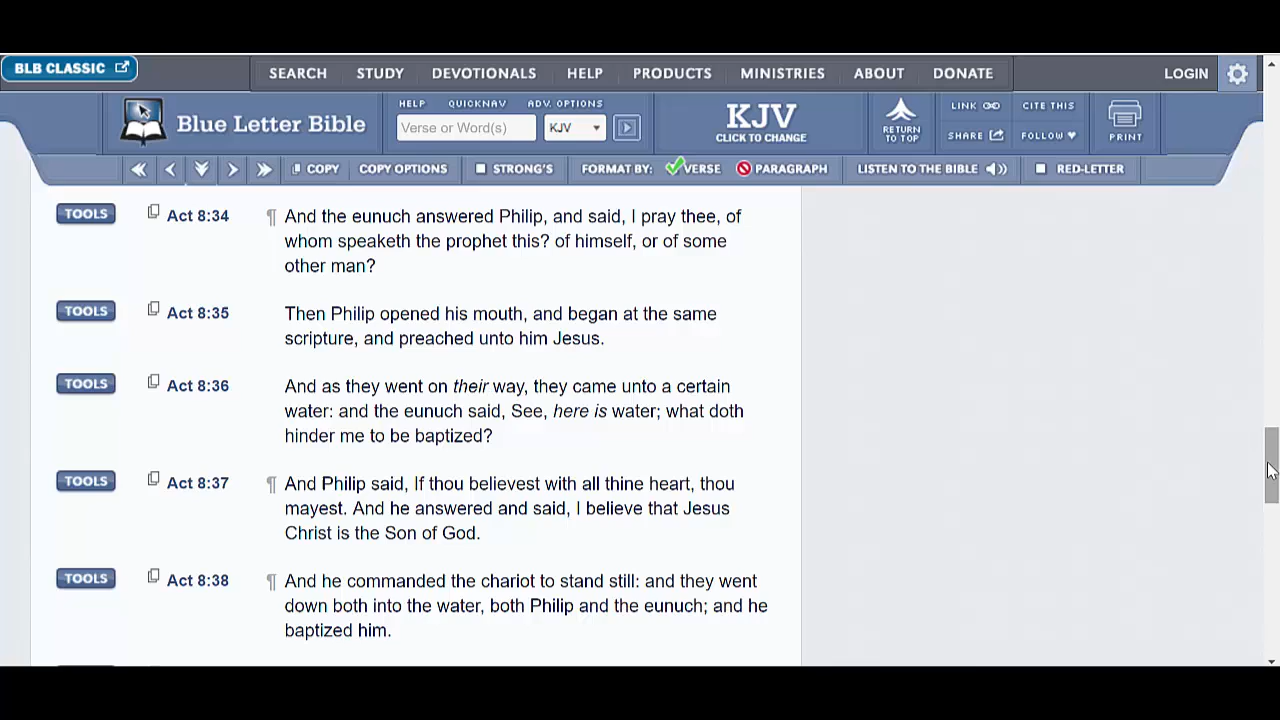 BLB CLASSIC
SEARCH STUDY DEVOTIONALS HELP PRODUCTS MINISTRIES ABOUT DONATE LOGIN
Blue Letter Bible
HELP QUICKNAV ADV. OPTIONS
Verse or Word(s) KJV
KJV
CLICK TO CHANGE
RETURN
TO TOP
LINK CITE THIS
SHARE FOLLOW
PRINT
COPY COPY OPTIONS STRONG'S FORMAT BY: VERSE PARAGRAPH LISTEN TO THE BIBLE RED-LETTER
TOOLS Act 8:34 ¶ And the eunuch answered Philip, and said, I pray thee, of
whom speaketh the prophet this? of himself, or of some
other man?
TOOLS Act 8:35 Then Philip opened his mouth, and began at the same
scripture, and preached unto him Jesus.
TOOLS Act 8:36 And as they went on their way, they came unto a certain
water: and the eunuch said, See, here is water; what doth
hinder me to be baptized?
TOOLS Act 8:37 ¶ And Philip said, If thou believest with all thine heart, thou
mayest. And he answered and said, I believe that Jesus
Christ is the Son of God.
TOOLS Act 8:38 ¶ And he commanded the chariot to stand still: and they went
down both into the water, both Philip and the eunuch; and he
baptized him.